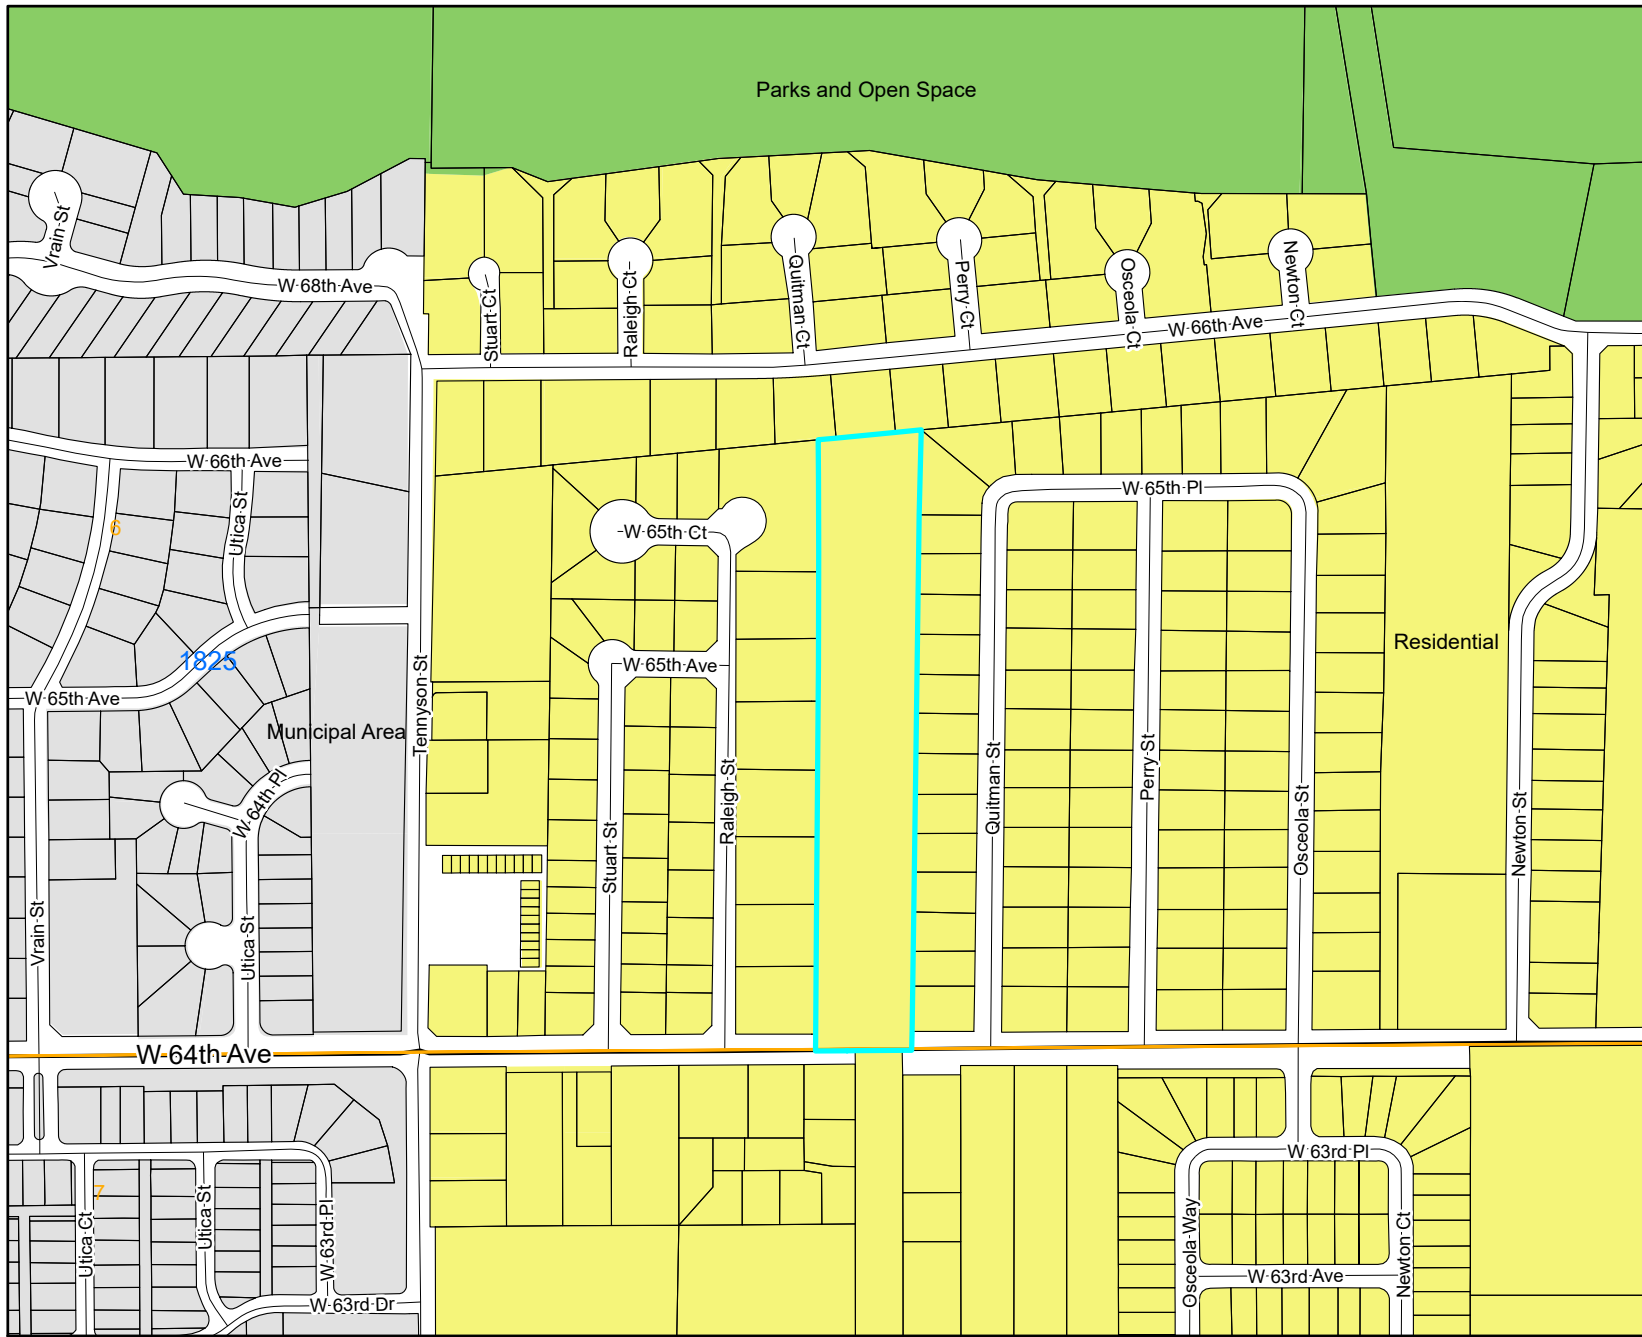 Parks and Open Space
Vrain St
W 68th Ave
Stuart Ct
Raleigh Ct
Quitman Ct
Perry Ct
Osceola Ct
Newton Ct
W 66th Ave
W 66th Ave
Utica St
6
W 65th Ct
W 65th Pl
1825
W 65th Ave
W 65th Ave
Residential
Municipal Area
Tennyson St
W 64th Pl
Stuart St
Raleigh St
Quitman St
Perry St
Osceola St
Newton St
Vrain St
Utica St
W 64th Ave
W 63rd Pl
7
Utica Ct
Utica St
W 63rd Pl
Osceola Way
Newton Ct
W 63rd Ave
W 63rd Dr